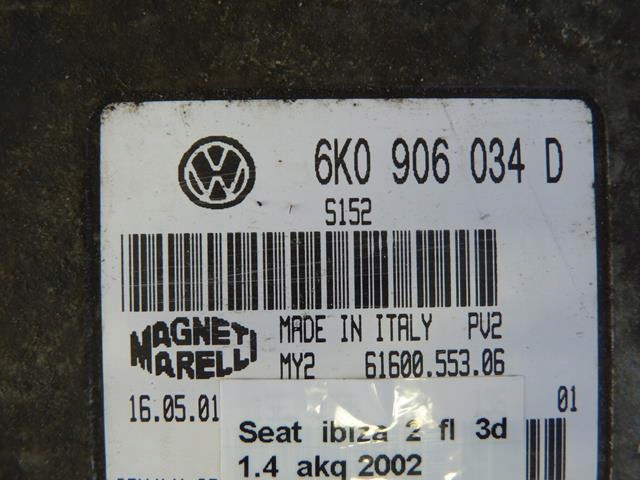 6K0 906 034 D
S152
MAGNETI MARELLI
MADE IN ITALY PV2
MY2 61600.553.06
16.05.01
01
Seat ibiza 2 fl 3d
1.4 akq 2002